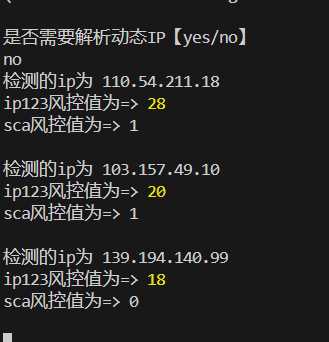 是否需要解析动态IP【yes/no】
no
检测的ip为 110.54.211.18
ip123风控值为=> 28
sca风控值为=> 1
检测的ip为 103.157.49.10
ip123风控值为=> 20
sca风控值为=> 1
检测的ip为 139.194.140.99
ip123风控值为=> 18
sca风控值为=> 0